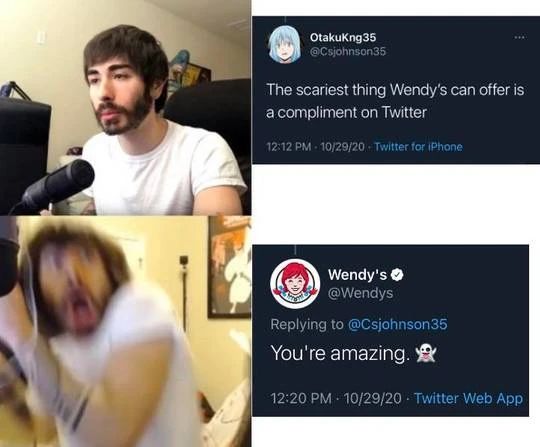 OtakuKng35
@Csjohnson35
The scariest thing Wendy's can offer is
a compliment on Twitter
12:12 PM · 10/29/20 · Twitter for iPhone
Wendy's
@Wendys
Replying to @Csjohnson35
You're amazing. 👻
12:20 PM · 10/29/20 · Twitter Web App